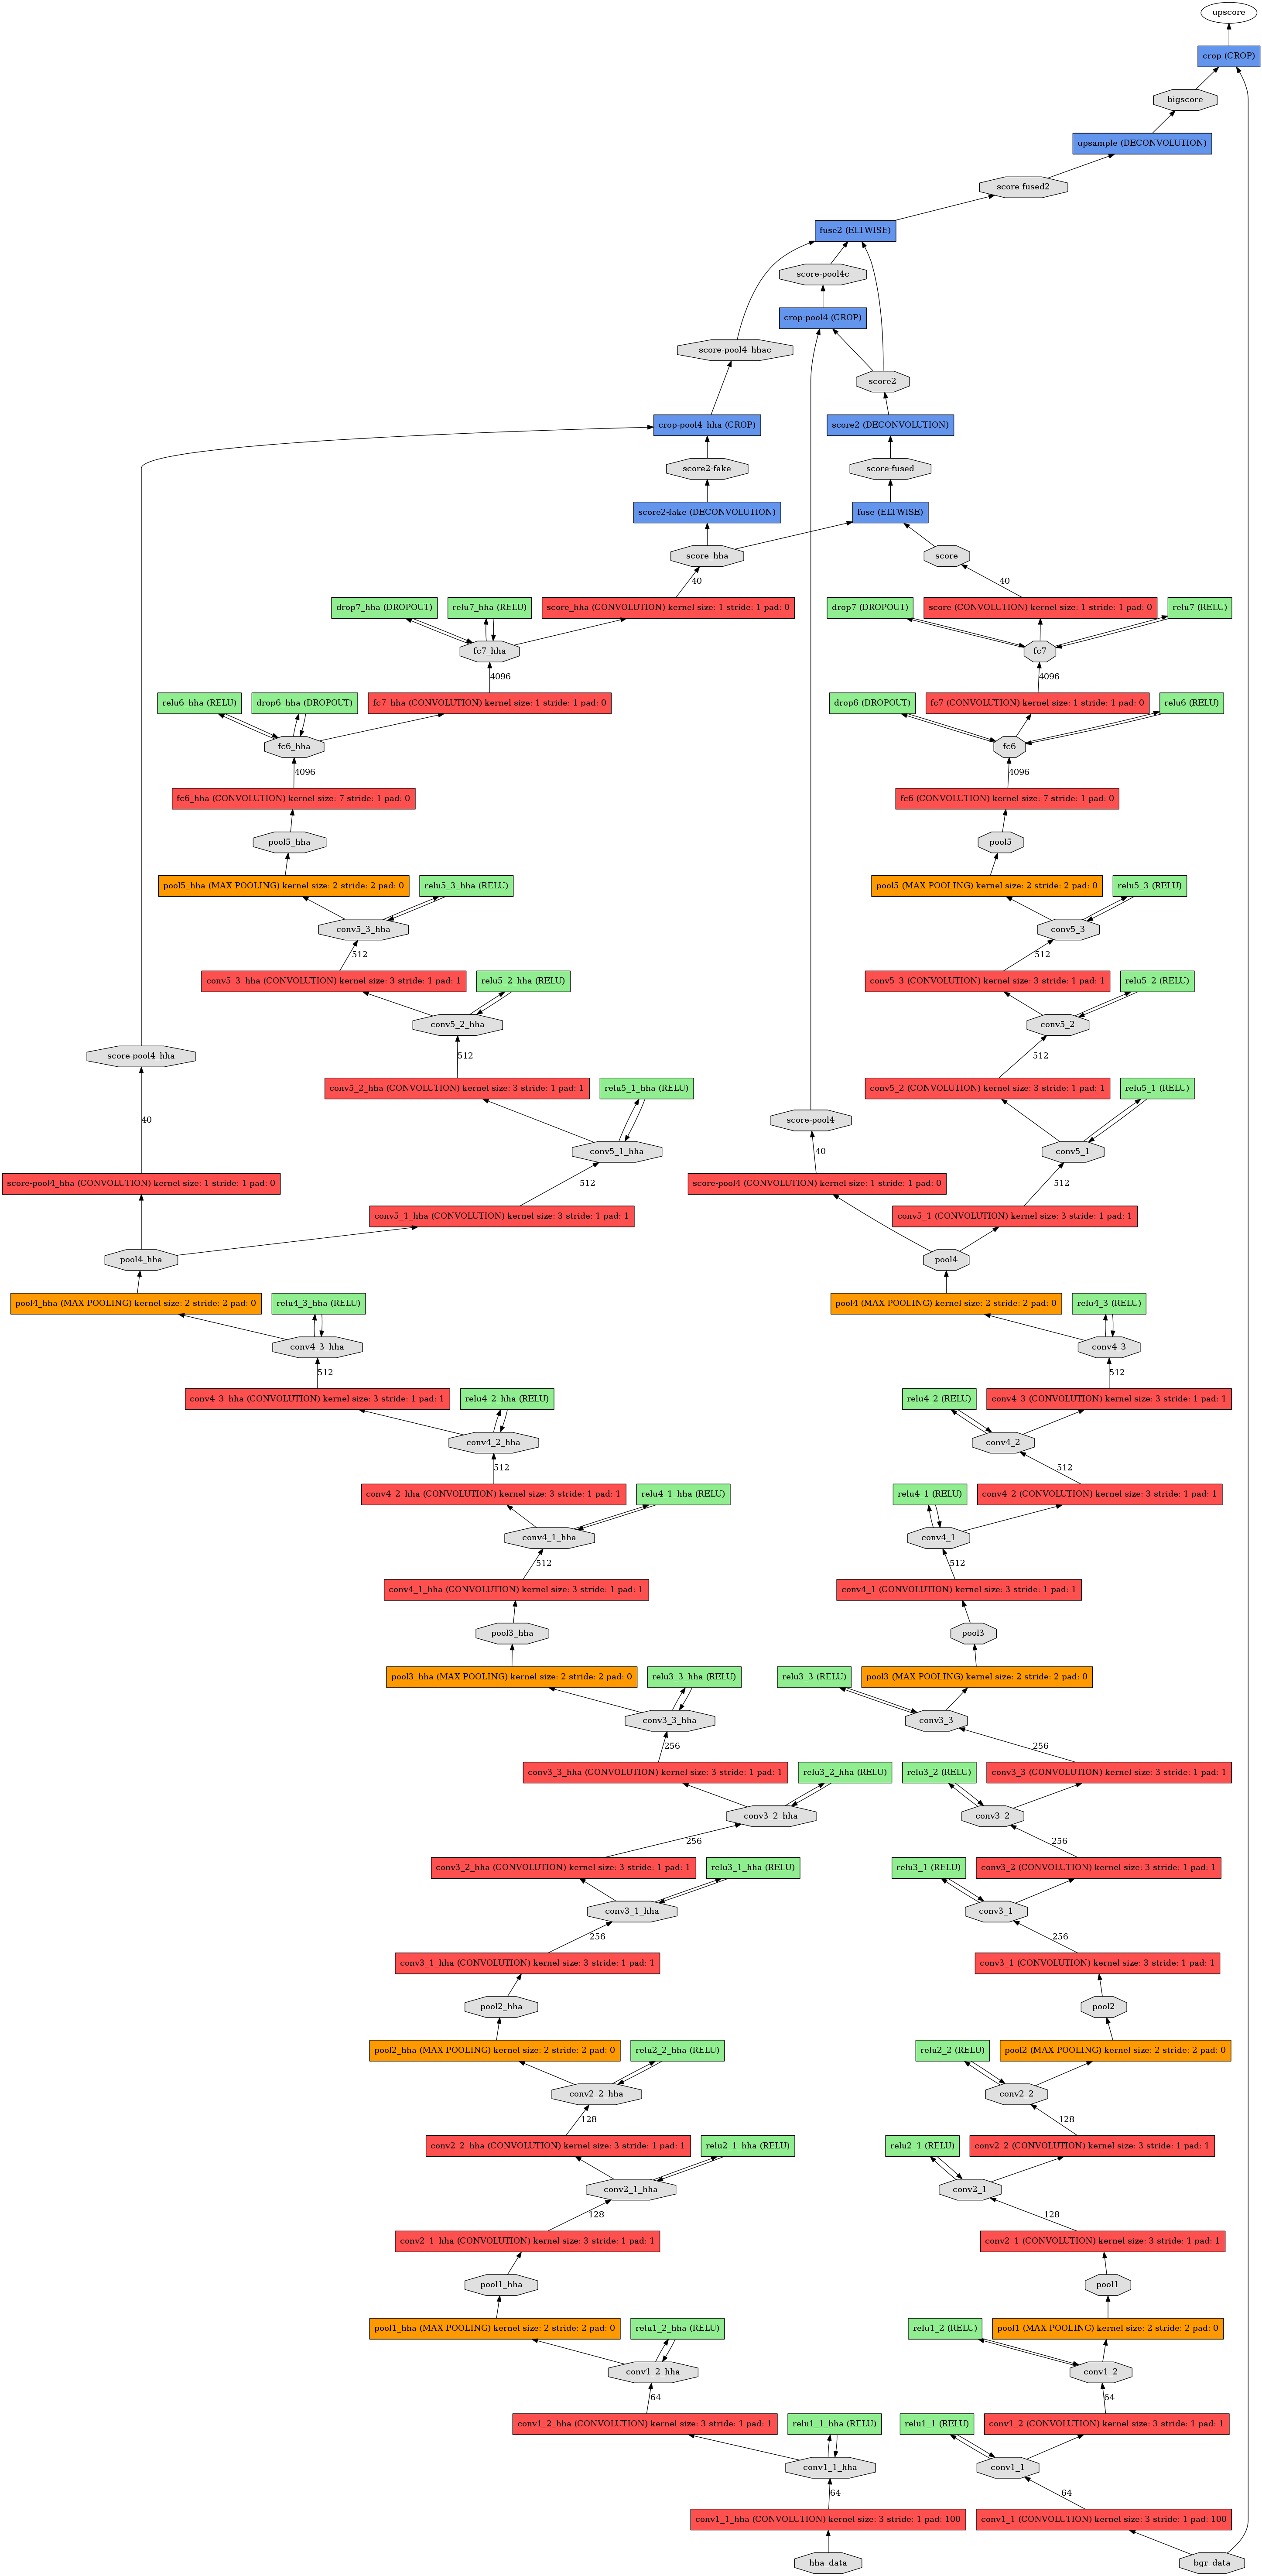 upscore
crop (CROP)
bigscore
upsample (DECONVOLUTION)
score-fused2
fuse2 (ELTWISE)
score-pool4c
crop-pool4 (CROP)
score-pool4_hhac
score2
crop-pool4_hha (CROP)
score2 (DECONVOLUTION)
score2-fake
score-fused
score2-fake (DECONVOLUTION)
fuse (ELTWISE)
score_hha
score
40
40
drop7_hha (DROPOUT)
relu7_hha (RELU)
score_hha (CONVOLUTION) kernel size: 1 stride: 1 pad: 0
drop7 (DROPOUT)
score (CONVOLUTION) kernel size: 1 stride: 1 pad: 0
relu7 (RELU)
fc7_hha
fc7
4096
4096
relu6_hha (RELU)
drop6_hha (DROPOUT)
fc7_hha (CONVOLUTION) kernel size: 1 stride: 1 pad: 0
drop6 (DROPOUT)
fc7 (CONVOLUTION) kernel size: 1 stride: 1 pad: 0
relu6 (RELU)
fc6_hha
fc6
4096
4096
fc6_hha (CONVOLUTION) kernel size: 7 stride: 1 pad: 0
fc6 (CONVOLUTION) kernel size: 7 stride: 1 pad: 0
pool5_hha
pool5
pool5_hha (MAX POOLING) kernel size: 2 stride: 2 pad: 0
relu5_3_hha (RELU)
pool5 (MAX POOLING) kernel size: 2 stride: 2 pad: 0
relu5_3 (RELU)
conv5_3_hha
conv5_3
512
512
conv5_3_hha (CONVOLUTION) kernel size: 3 stride: 1 pad: 1
relu5_2_hha (RELU)
conv5_3 (CONVOLUTION) kernel size: 3 stride: 1 pad: 1
relu5_2 (RELU)
conv5_2_hha
conv5_2
score-pool4_hha
512
512
conv5_2_hha (CONVOLUTION) kernel size: 3 stride: 1 pad: 1
relu5_1_hha (RELU)
conv5_2 (CONVOLUTION) kernel size: 3 stride: 1 pad: 1
relu5_1 (RELU)
40
score-pool4
conv5_1_hha
40
conv5_1
score-pool4_hha (CONVOLUTION) kernel size: 1 stride: 1 pad: 0
512
score-pool4 (CONVOLUTION) kernel size: 1 stride: 1 pad: 0
512
conv5_1_hha (CONVOLUTION) kernel size: 3 stride: 1 pad: 1
conv5_1 (CONVOLUTION) kernel size: 3 stride: 1 pad: 1
pool4_hha
pool4
pool4_hha (MAX POOLING) kernel size: 2 stride: 2 pad: 0
relu4_3_hha (RELU)
pool4 (MAX POOLING) kernel size: 2 stride: 2 pad: 0
relu4_3 (RELU)
conv4_3_hha
conv4_3
512
512
conv4_3_hha (CONVOLUTION) kernel size: 3 stride: 1 pad: 1
relu4_2_hha (RELU)
relu4_2 (RELU)
conv4_3 (CONVOLUTION) kernel size: 3 stride: 1 pad: 1
conv4_2_hha
conv4_2
512
512
conv4_2_hha (CONVOLUTION) kernel size: 3 stride: 1 pad: 1
relu4_1_hha (RELU)
relu4_1 (RELU)
conv4_2 (CONVOLUTION) kernel size: 3 stride: 1 pad: 1
conv4_1_hha
conv4_1
512
512
conv4_1_hha (CONVOLUTION) kernel size: 3 stride: 1 pad: 1
conv4_1 (CONVOLUTION) kernel size: 3 stride: 1 pad: 1
pool3_hha
pool3
pool3_hha (MAX POOLING) kernel size: 2 stride: 2 pad: 0
relu3_3_hha (RELU)
relu3_3 (RELU)
pool3 (MAX POOLING) kernel size: 2 stride: 2 pad: 0
conv3_3_hha
conv3_3
256
256
conv3_3_hha (CONVOLUTION) kernel size: 3 stride: 1 pad: 1
relu3_2_hha (RELU)
relu3_2 (RELU)
conv3_3 (CONVOLUTION) kernel size: 3 stride: 1 pad: 1
conv3_2_hha
conv3_2
256
256
conv3_2_hha (CONVOLUTION) kernel size: 3 stride: 1 pad: 1
relu3_1_hha (RELU)
relu3_1 (RELU)
conv3_2 (CONVOLUTION) kernel size: 3 stride: 1 pad: 1
conv3_1_hha
conv3_1
256
256
conv3_1_hha (CONVOLUTION) kernel size: 3 stride: 1 pad: 1
conv3_1 (CONVOLUTION) kernel size: 3 stride: 1 pad: 1
pool2_hha
pool2
pool2_hha (MAX POOLING) kernel size: 2 stride: 2 pad: 0
relu2_2_hha (RELU)
relu2_2 (RELU)
pool2 (MAX POOLING) kernel size: 2 stride: 2 pad: 0
conv2_2_hha
conv2_2
128
128
conv2_2_hha (CONVOLUTION) kernel size: 3 stride: 1 pad: 1
relu2_1_hha (RELU)
relu2_1 (RELU)
conv2_2 (CONVOLUTION) kernel size: 3 stride: 1 pad: 1
conv2_1_hha
conv2_1
128
128
conv2_1_hha (CONVOLUTION) kernel size: 3 stride: 1 pad: 1
conv2_1 (CONVOLUTION) kernel size: 3 stride: 1 pad: 1
pool1_hha
pool1
pool1_hha (MAX POOLING) kernel size: 2 stride: 2 pad: 0
relu1_2_hha (RELU)
relu1_2 (RELU)
pool1 (MAX POOLING) kernel size: 2 stride: 2 pad: 0
conv1_2_hha
conv1_2
64
64
conv1_2_hha (CONVOLUTION) kernel size: 3 stride: 1 pad: 1
relu1_1_hha (RELU)
relu1_1 (RELU)
conv1_2 (CONVOLUTION) kernel size: 3 stride: 1 pad: 1
conv1_1_hha
conv1_1
64
64
conv1_1_hha (CONVOLUTION) kernel size: 3 stride: 1 pad: 100
conv1_1 (CONVOLUTION) kernel size: 3 stride: 1 pad: 100
hha_data
bgr_data